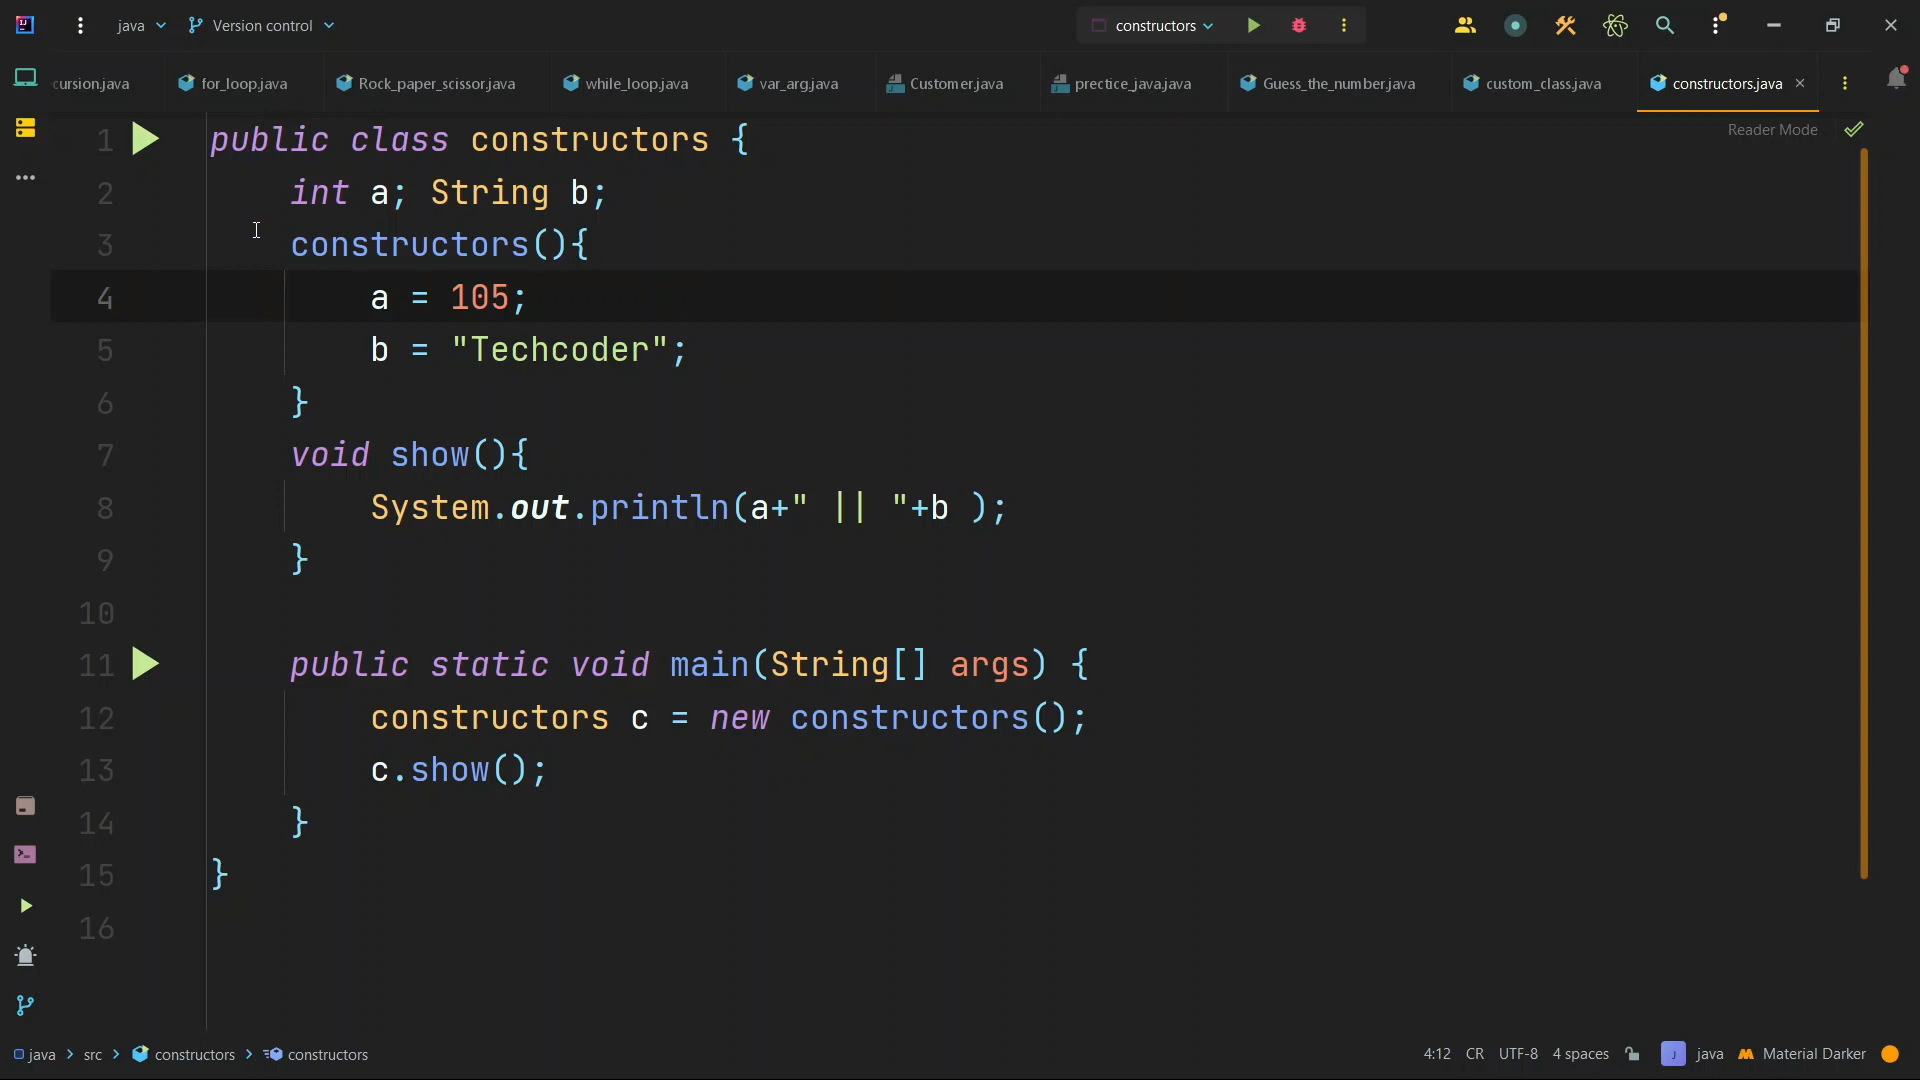 java Version control constructors
cursion.java for_loop.java Rock_paper_scissor.java while_loop.java var_arg.java Customer.java prectice_java.java Guess_the_number.java custom_class.java constructors.java
Reader Mode
1 public class constructors {
2 int a; String b;
3 constructors(){
4 a = 105;
5 b = "Techcoder";
6 }
7 void show(){
8 System.out.println(a+" || "+b );
9 }
10
11 public static void main(String[] args) {
12 constructors c = new constructors();
13 c.show();
14 }
15 }
16
java > src > constructors > constructors 4:12 CR UTF-8 4 spaces J java Material Darker